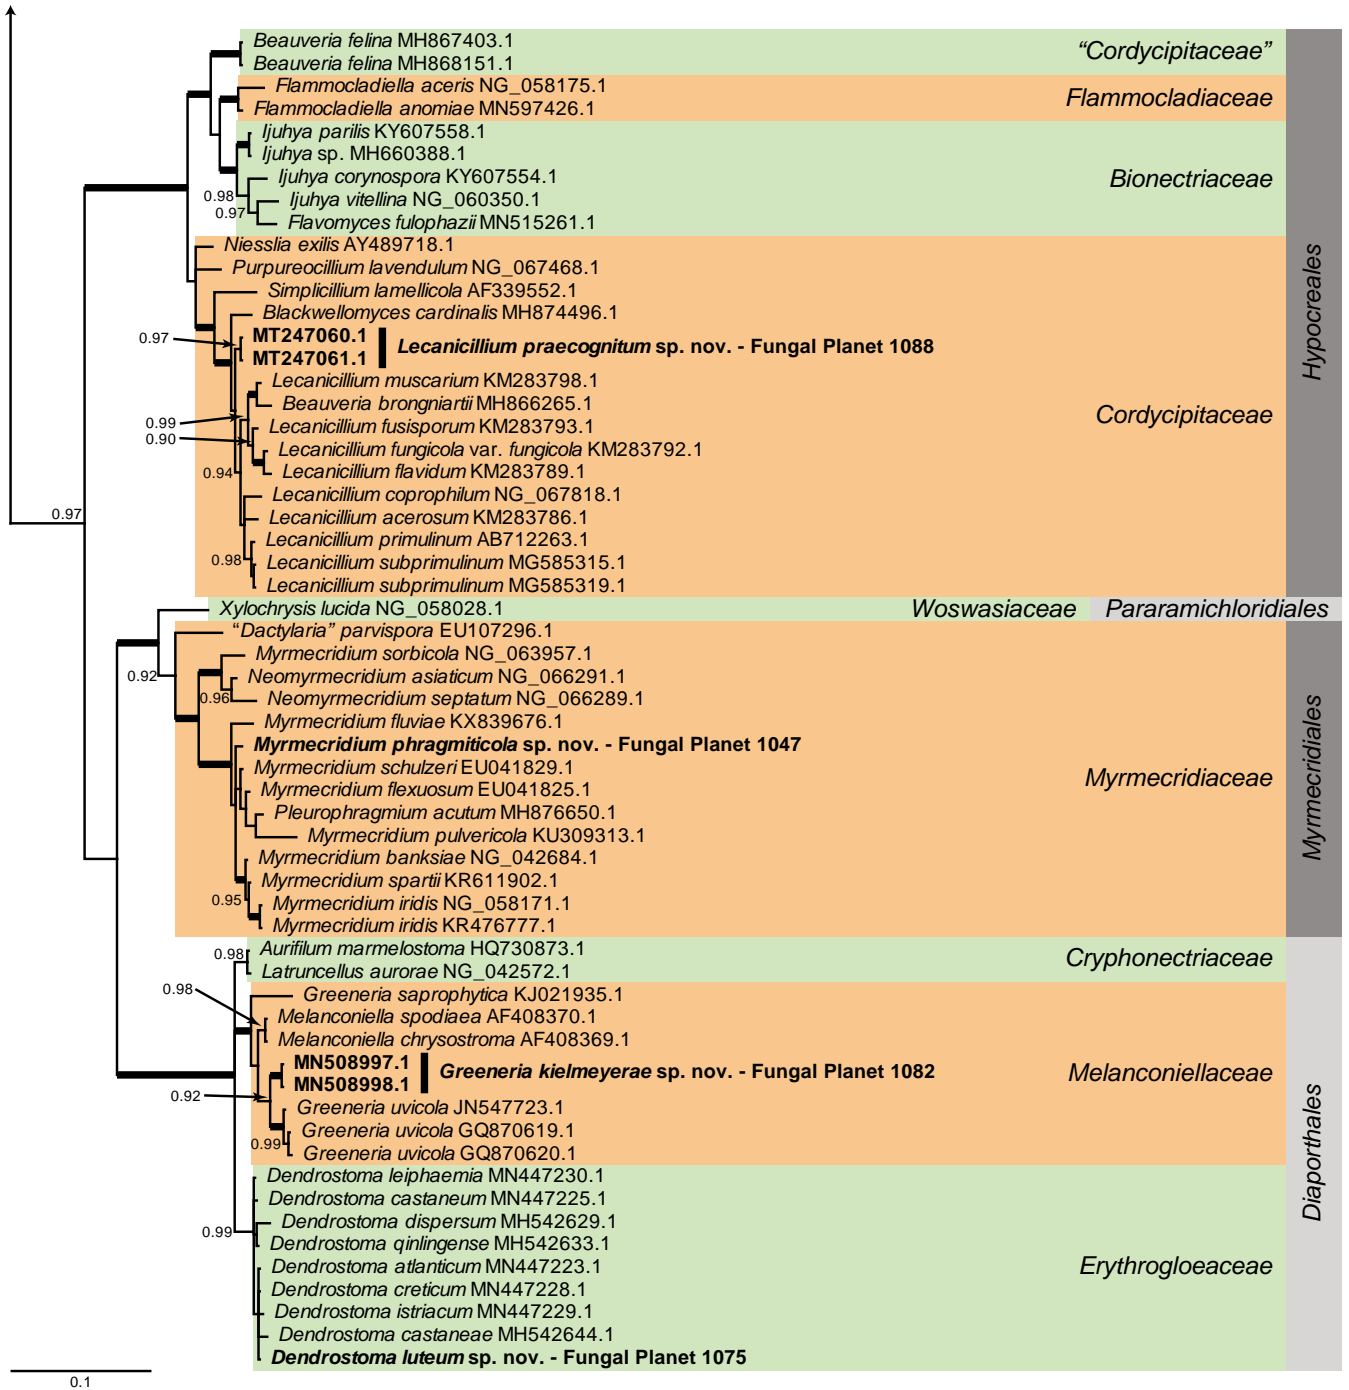 Beauveria felina MH867403.1
Beauveria felina MH868151.1
“Cordycipitaceae”
Flammocladiella aceris NG_058175.1
Flammocladiella anomiae MN597426.1
Flammocladiaceae
Ijuhya parilis KY607558.1
Ijuhya sp. MH660388.1
Ijuhya corynospora KY607554.1
Ijuhya vitellina NG_060350.1
Flavomyces fulophazii MN515261.1
0.98
0.97
Bionectriaceae
Niesslia exilis AY489718.1
Purpureocillium lavendulum NG_067468.1
Simplicillium lamellicola AF339552.1
Blackwellomyces cardinalis MH874496.1
0.97
MT247060.1
MT247061.1
Lecanicillium praecognitum sp. nov. - Fungal Planet 1088
Lecanicillium muscarium KM283798.1
Beauveria brongniartii MH866265.1
0.99
Lecanicillium fusisporum KM283793.1
0.90
Lecanicillium fungicola var. fungicola KM283792.1
Lecanicillium flavidum KM283789.1
0.94
Lecanicillium coprophilum NG_067818.1
Lecanicillium acerosum KM283786.1
Lecanicillium primulinum AB712263.1
0.98
Lecanicillium subprimulinum MG585315.1
Lecanicillium subprimulinum MG585319.1
Cordycipitaceae
Hypocreales
0.97
Xylochrysis lucida NG_058028.1
Woswasiaceae
Pararamichloridiales
“Dactylaria” parvispora EU107296.1
Myrmecridium sorbicola NG_063957.1
0.92
Neomyrmecridium asiaticum NG_066291.1
0.96
Neomyrmecridium septatum NG_066289.1
Myrmecridium fluviae KX839676.1
Myrmecridium phragmiticola sp. nov. - Fungal Planet 1047
Myrmecridium schulzeri EU041829.1
Myrmecridium flexuosum EU041825.1
Pleurophragmium acutum MH876650.1
Myrmecridium pulvericola KU309313.1
Myrmecridium banksiae NG_042684.1
Myrmecridium spartii KR611902.1
0.95
Myrmecridium iridis NG_058171.1
Myrmecridium iridis KR476777.1
Myrmecridiaceae
Myrmecridiales
Aurifilum marmelostoma HQ730873.1
0.98
Latruncellus aurorae NG_042572.1
Cryphonectriaceae
0.98
Greeneria saprophytica KJ021935.1
Melanconiella spodiaea AF408370.1
Melanconiella chrysostroma AF408369.1
MN508997.1
MN508998.1
Greeneria kielmeyerae sp. nov. - Fungal Planet 1082
0.92
Greeneria uvicola JN547723.1
Greeneria uvicola GQ870619.1
0.99
Greeneria uvicola GQ870620.1
Melanconiellaceae
Diaporthales
Dendrostoma leiphaemia MN447230.1
Dendrostoma castaneum MN447225.1
Dendrostoma dispersum MH542629.1
0.99
Dendrostoma qinlingense MH542633.1
Dendrostoma atlanticum MN447223.1
Dendrostoma creticum MN447228.1
Dendrostoma istriacum MN447229.1
Dendrostoma castaneae MH542644.1
Dendrostoma luteum sp. nov. - Fungal Planet 1075
Erythrogloeaceae
0.1